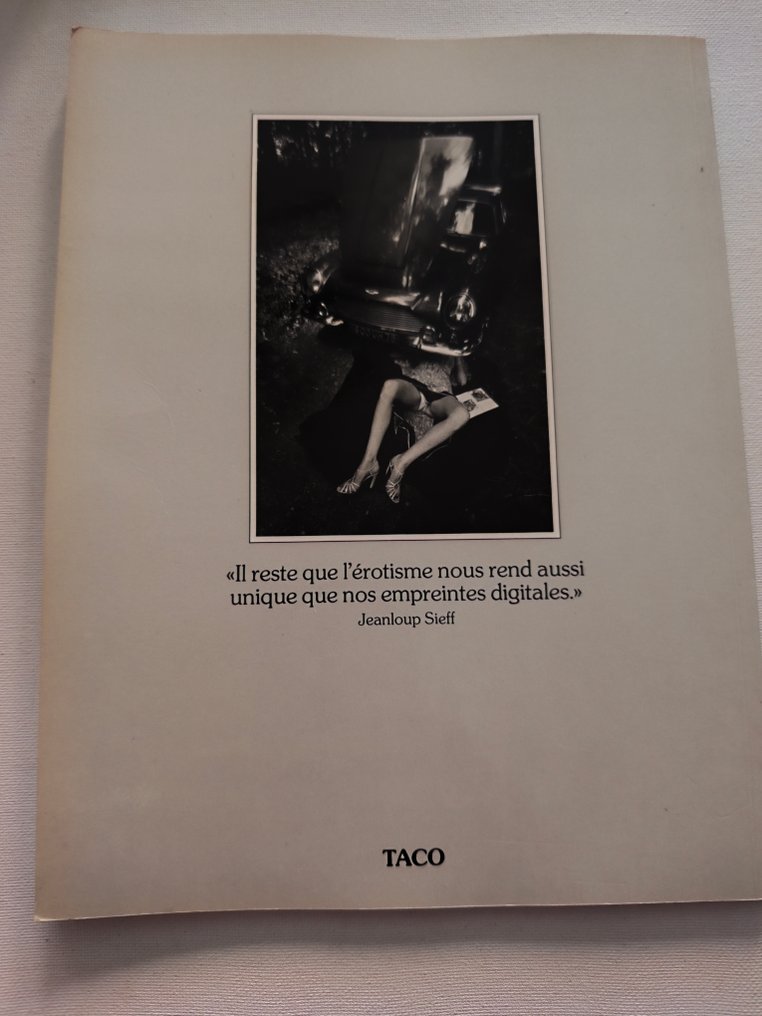 «Il reste que l'érotisme nous rend aussi
unique que nos empreintes digitales.»
Jeanloup Sieff
TACO